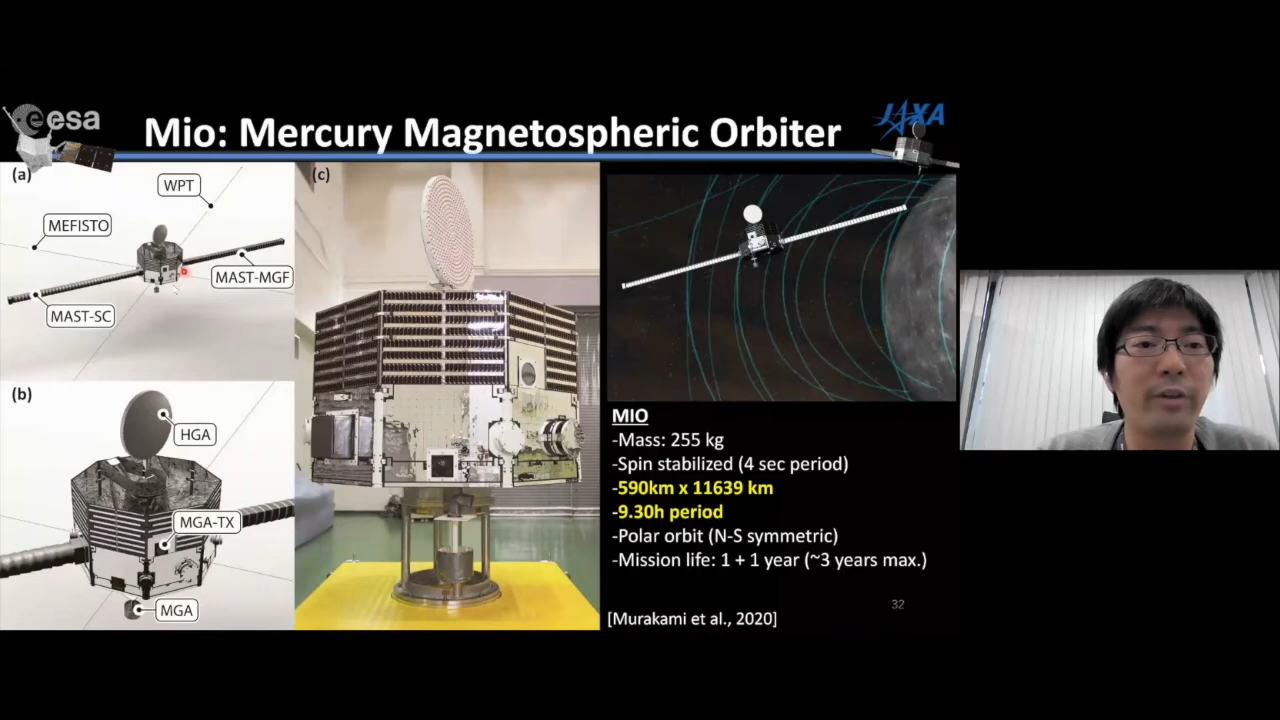 esa
Mio: Mercury Magnetospheric Orbiter
JAXA
(a)
WPT
MEFISTO
MAST-MGF
MAST-SC
(b)
HGA
MGA-TX
MGA
(c)
MIO
-Mass: 255 kg
-Spin stabilized (4 sec period)
-590km x 11639 km
-9.30h period
-Polar orbit (N-S symmetric)
-Mission life: 1 + 1 year (~3 years max.)
32
[Murakami et al., 2020]